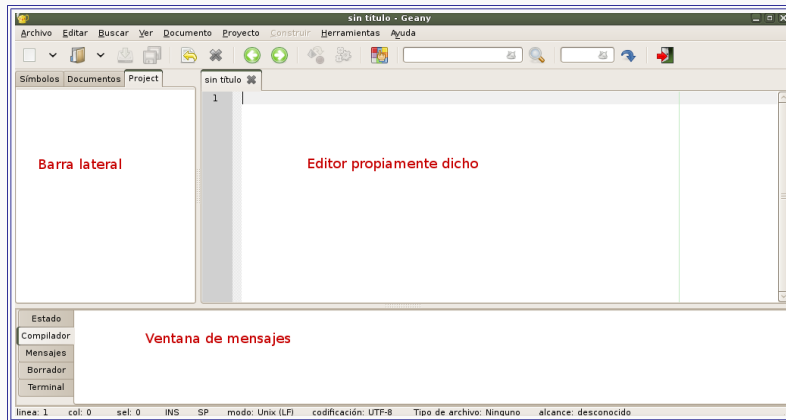 sin título - Geany
Archivo Editar Buscar Ver Documento Proyecto Construir Herramientas Ayuda
Símbolos Documentos Project sin título
1
Barra lateral Editor propiamente dicho
Estado
Compilador Ventana de mensajes
Mensajes
Borrador
Terminal
línea: 1 col: 0 sel: 0 INS SP modo: Unix (LF) codificación: UTF-8 Tipo de archivo: Ninguno alcance: desconocido